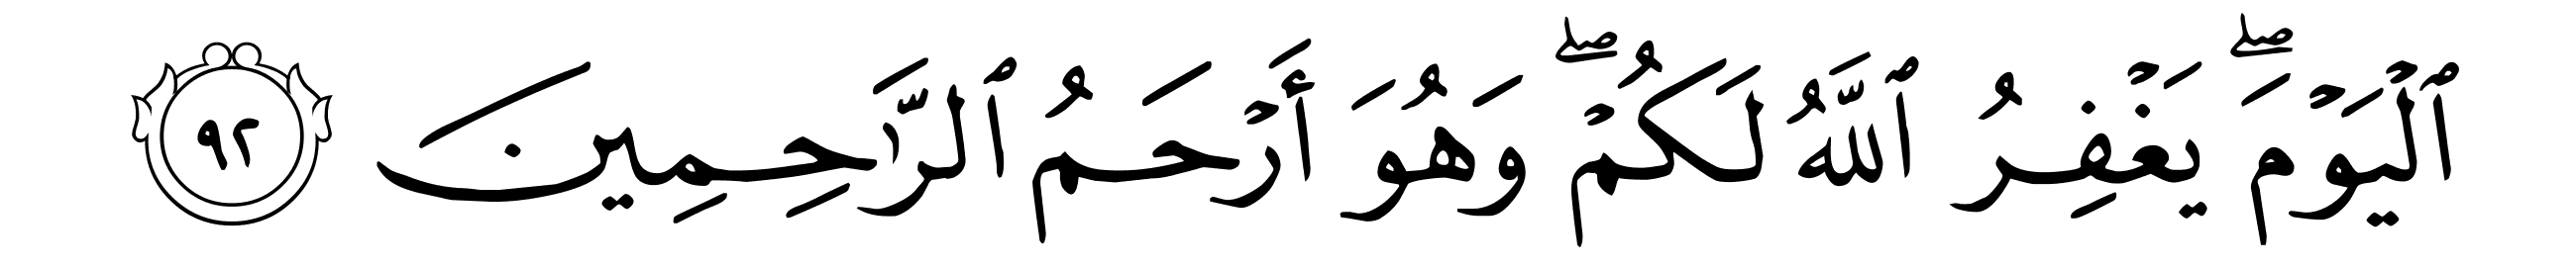 ٱلْيَوْمَ ۖ يَغْفِرُ ٱللَّهُ لَكُمْ ۖ وَهُوَ أَرْحَمُ ٱلرَّٰحِمِينَ ٩٢